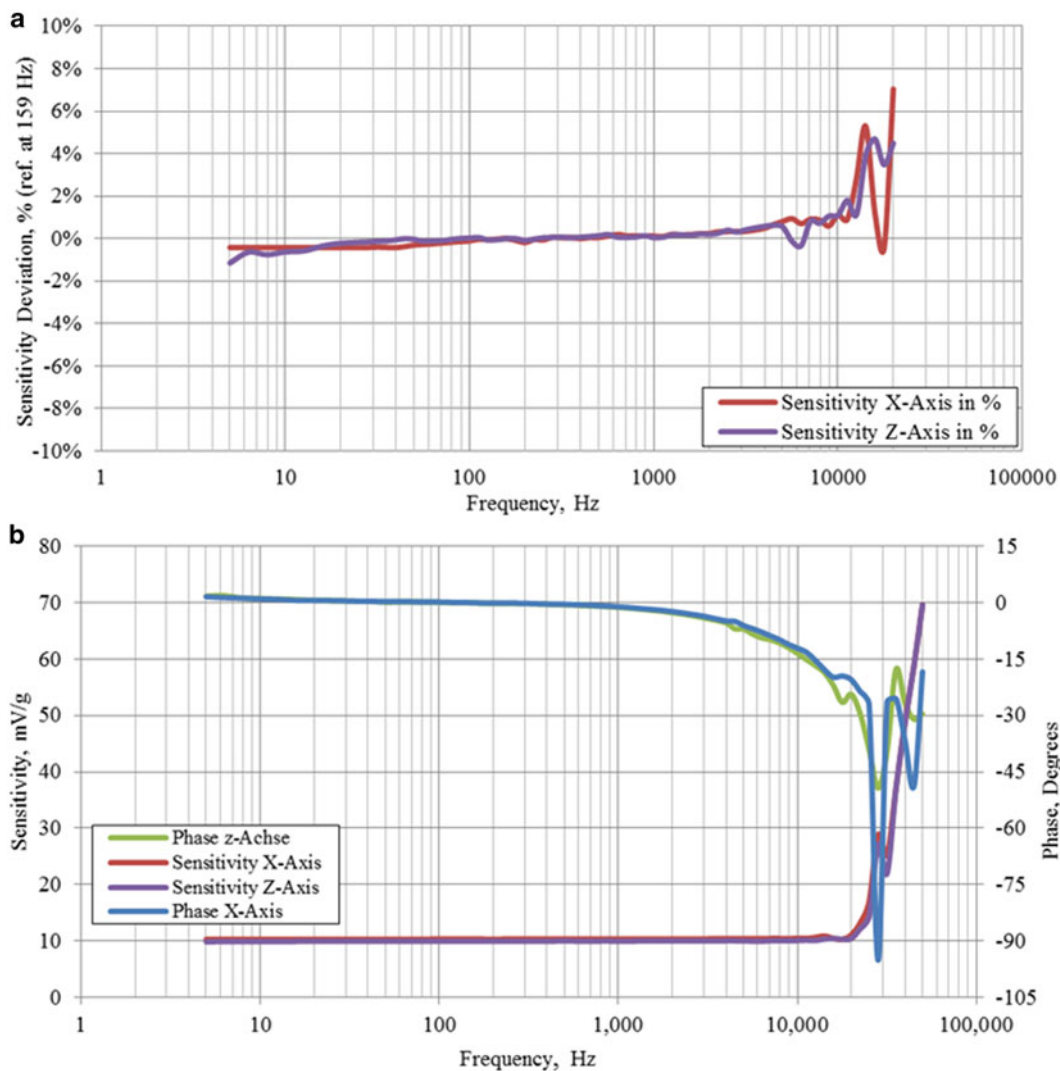 a
10%
8%
6%
4%
2%
0%
-2%
-4%
-6%
-8%
-10%
Sensitivity Deviation, % (ref. at 159 Hz)
Sensitivity X-Axis in %
Sensitivity Z-Axis in %
1 10 100 1000 10000 100000
Frequency, Hz
b
80
70
60
50
40
30
20
10
0
Sensitivity, mV/g
15
0
-15
-30
-45
-60
-75
-90
-105
Phase, Degrees
Phase z-Achse
Sensitivity X-Axis
Sensitivity Z-Axis
Phase X-Axis
1 10 100 1,000 10,000 100,000
Frequency, Hz